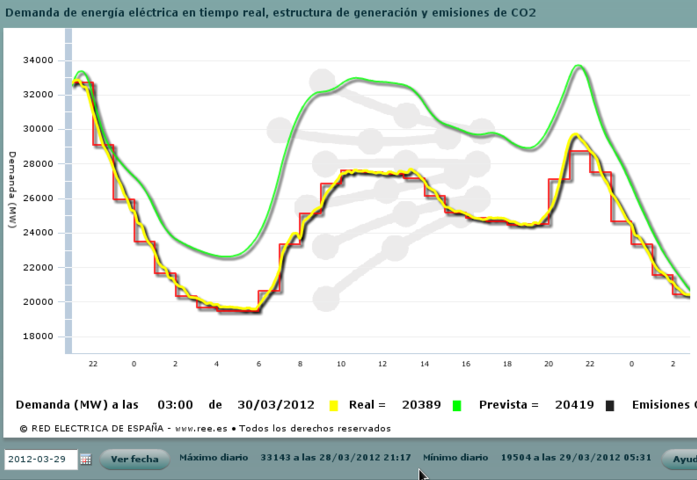 Demanda de energía eléctrica en tiempo real, estructura de generación y emisiones de CO2
34000
32000
30000
28000
26000
24000
22000
20000
18000
Demanda (MW)
22 0 2 4 6 8 10 12 14 16 18 20 22 0 2
Demanda (MW) a las 03:00 de 30/03/2012 Real = 20389 Prevista = 20419 Emisiones
© RED ELECTRICA DE ESPAÑA - www.ree.es • Todos los derechos reservados
2012-03-29 Ver fecha Máximo diario 33143 a las 28/03/2012 21:17 Mínimo diario 19504 a las 29/03/2012 05:31 Ayud